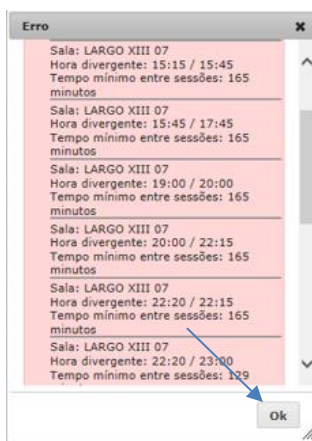 Erro
Sala: LARGO XIII 07
Hora divergente: 15:15 / 15:45
Tempo mínimo entre sessões: 165
minutos
Sala: LARGO XIII 07
Hora divergente: 15:45 / 17:45
Tempo mínimo entre sessões: 165
minutos
Sala: LARGO XIII 07
Hora divergente: 19:00 / 20:00
Tempo mínimo entre sessões: 165
minutos
Sala: LARGO XIII 07
Hora divergente: 20:00 / 22:15
Tempo mínimo entre sessões: 165
minutos
Sala: LARGO XIII 07
Hora divergente: 22:20 / 22:15
Tempo mínimo entre sessões: 165
minutos
Sala: LARGO XIII 07
Hora divergente: 22:20 / 23:00
Tempo mínimo entre sessões: 129
Ok